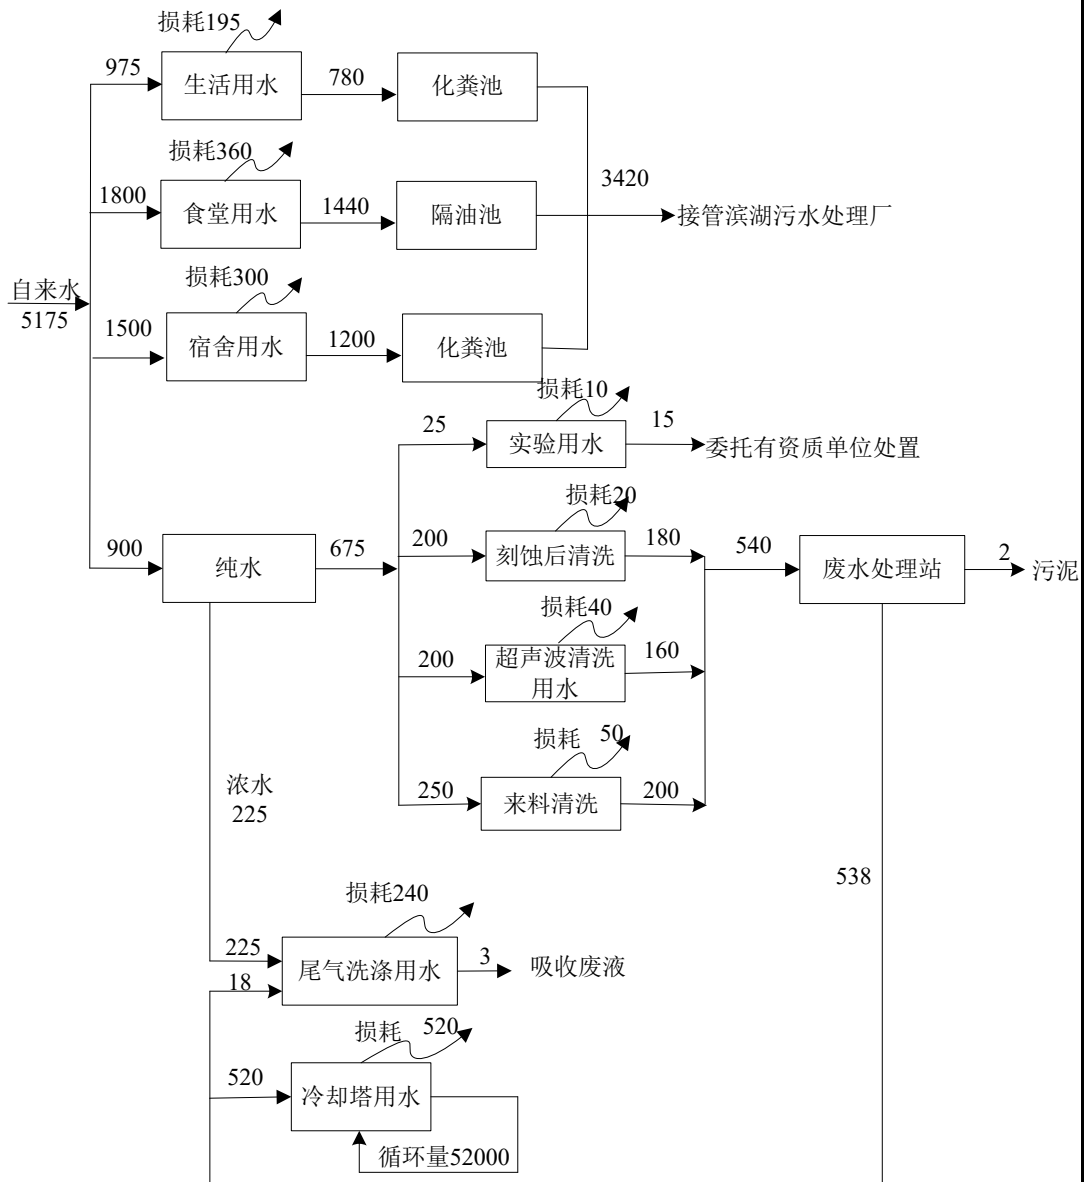 损耗195
975
生活用水
780
化粪池
损耗360
1800
食堂用水
1440
隔油池
3420
接管滨湖污水处理厂
自来水
5175
损耗300
1500
宿舍用水
1200
化粪池
损耗10
25
实验用水
15
委托有资质单位处置
损耗20
900
纯水
675
200
刻蚀后清洗
180
540
废水处理站
2
污泥
损耗40
200
超声波清洗
用水
160
损耗 50
250
来料清洗
200
浓水
225
538
损耗240
225
尾气洗涤用水
3
吸收废液
18
损耗 520
520
冷却塔用水
循环量52000